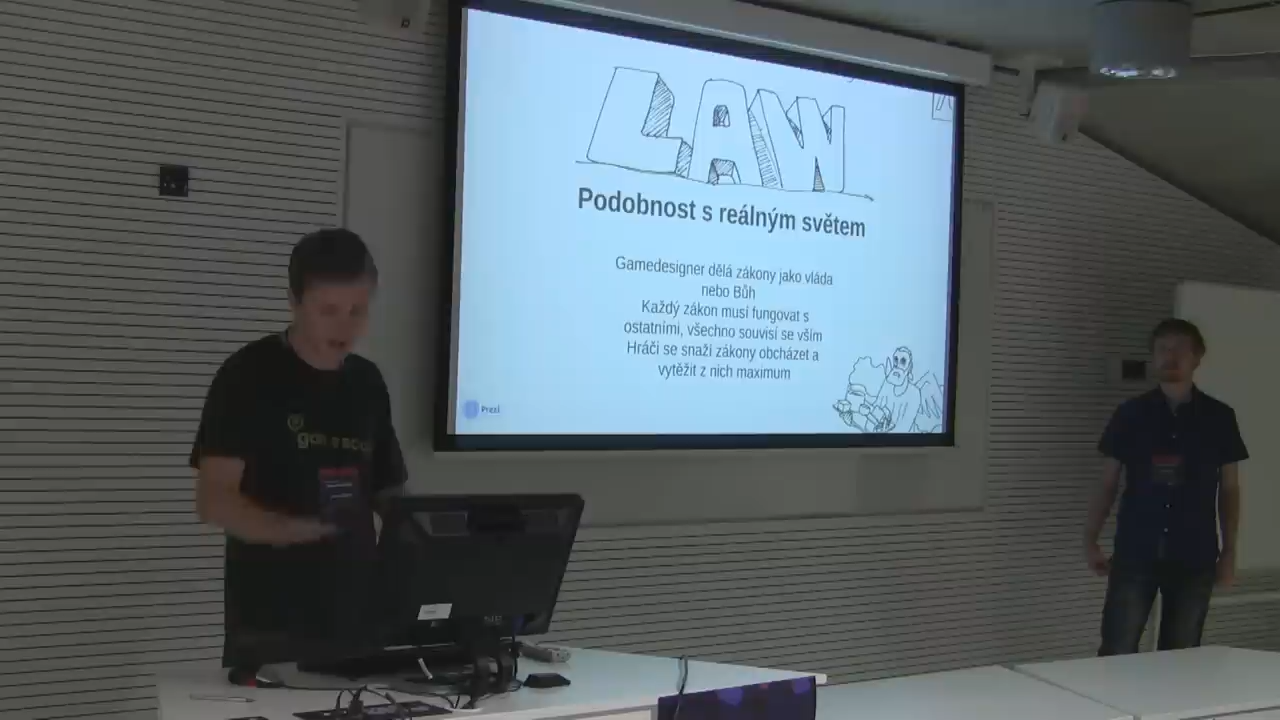 LAW
Podobnost s reálným světem
Gamedesigner dělá zákony jako vláda
nebo Bůh
Každý zákon musí fungovat s
ostatními, všechno souvisí se vším
Hráči se snaží zákony obcházet a
vytěžit z nich maximum
Prezi